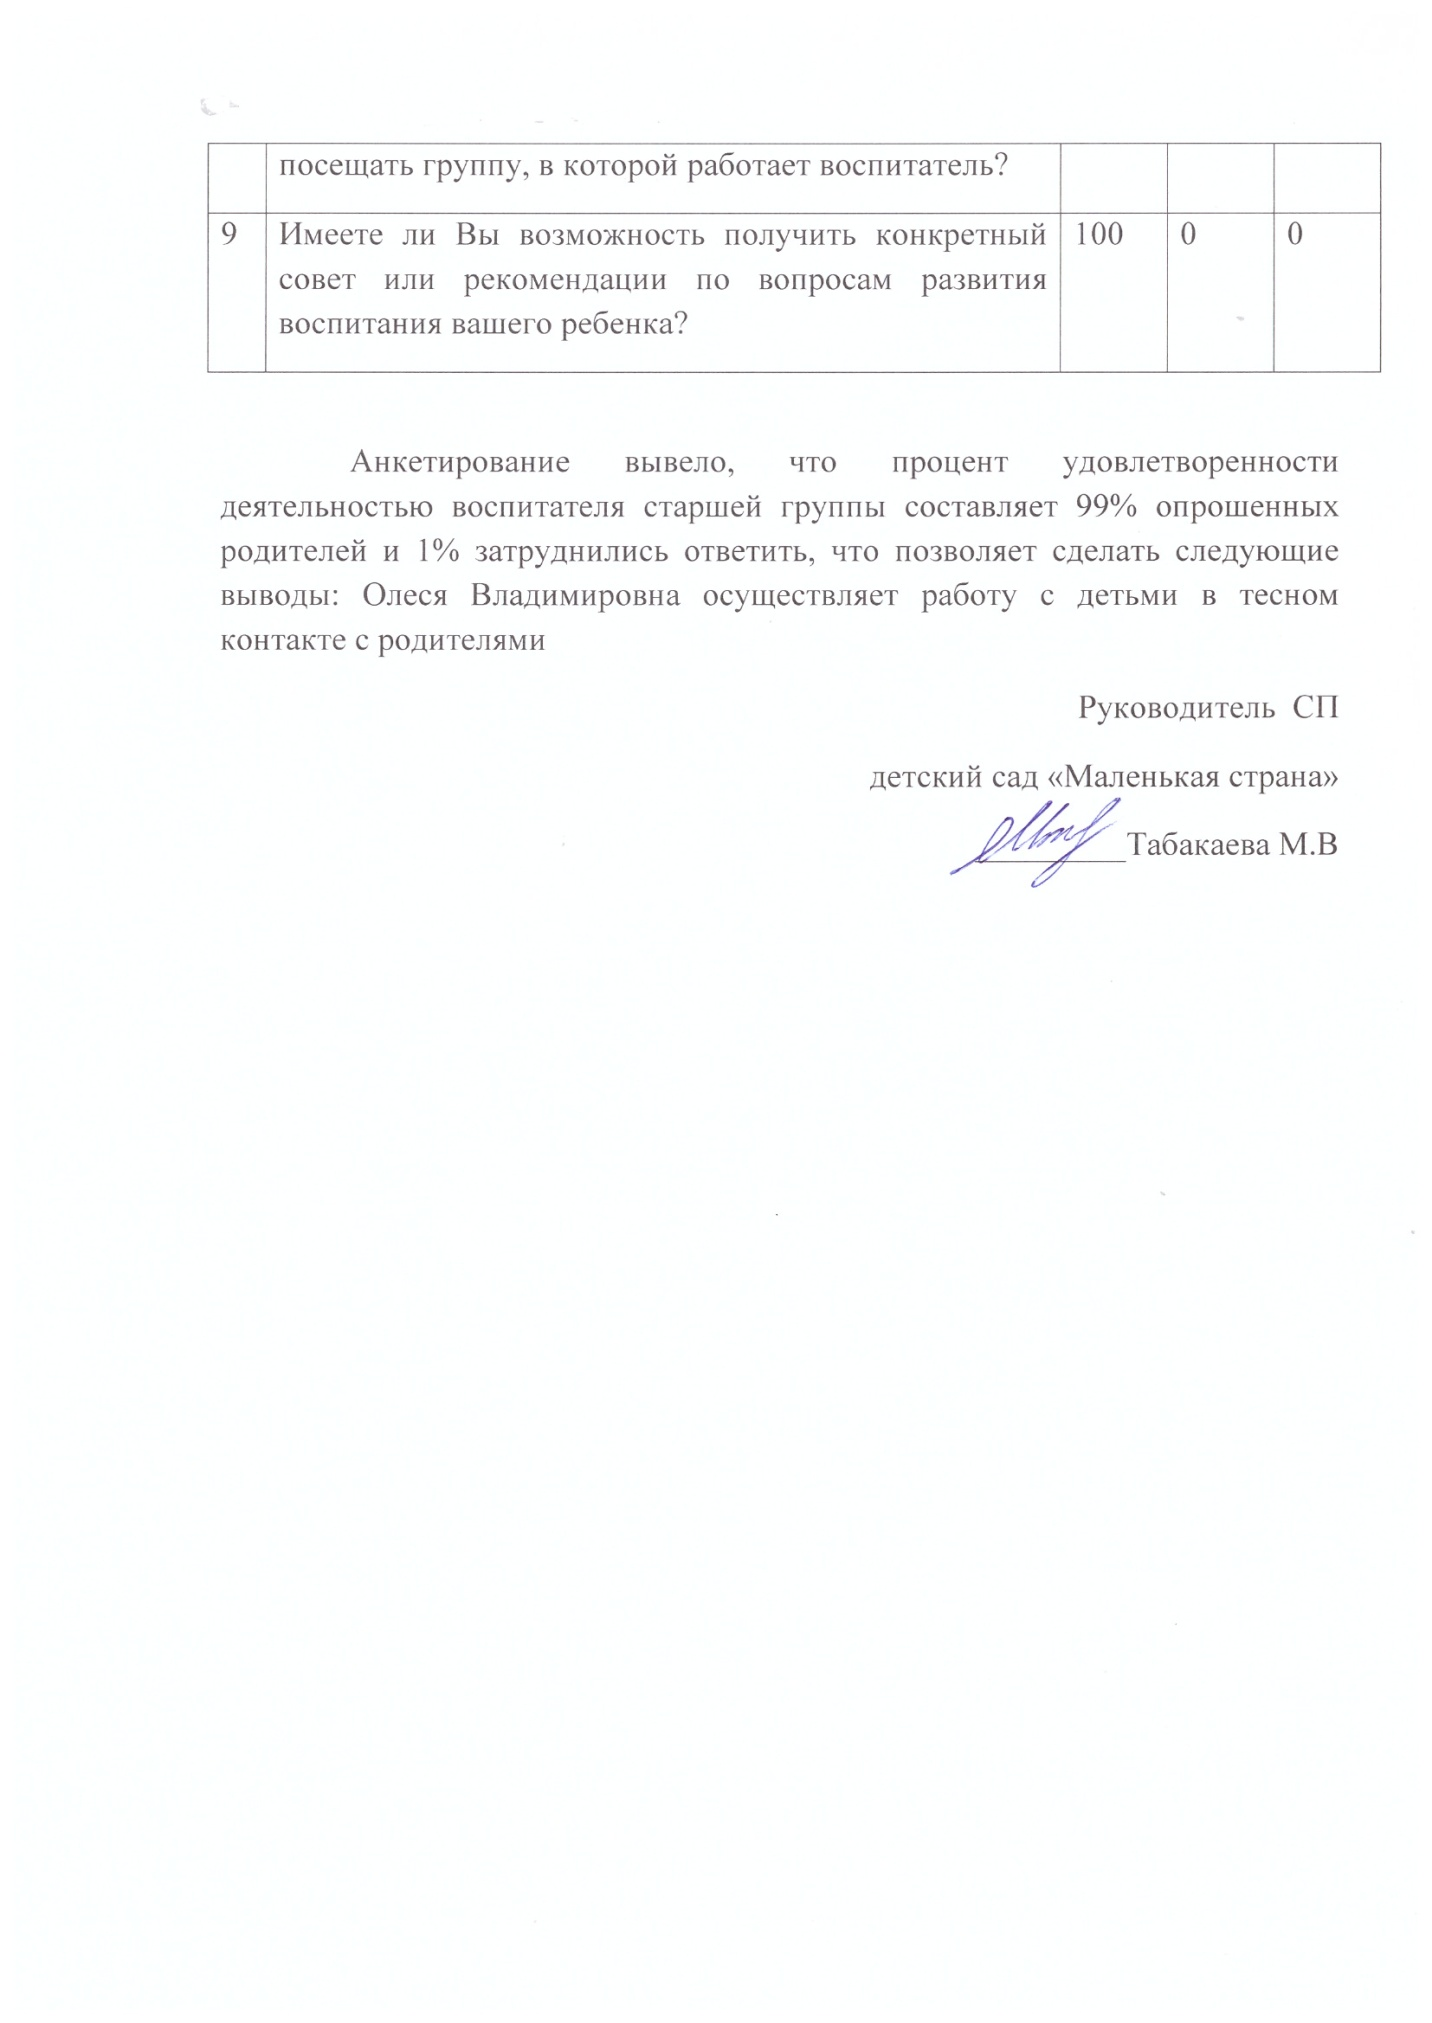 посещать группу, в которой работает воспитатель?
9 Имеете ли Вы возможность получить конкретный 100 0 0
совет или рекомендации по вопросам развития
воспитания вашего ребенка?
Анкетирование вывело, что процент удовлетворенности
деятельностью воспитателя старшей группы составляет 99% опрошенных
родителей и 1% затруднились ответить, что позволяет сделать следующие
выводы: Олеся Владимировна осуществляет работу с детьми в тесном
контакте с родителями
Руководитель СП
детский сад «Маленькая страна»
Табакаева М.В